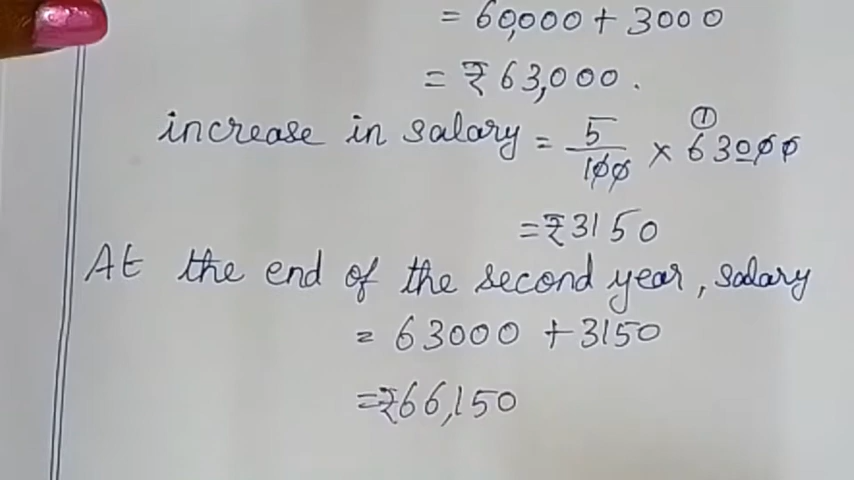 = 60,000 + 3000
= ₹63,000.
increase in salary = 5/100 × 63000
①
= ₹3150
At the end of the second year, salary
= 63000 + 3150
= ₹66,150